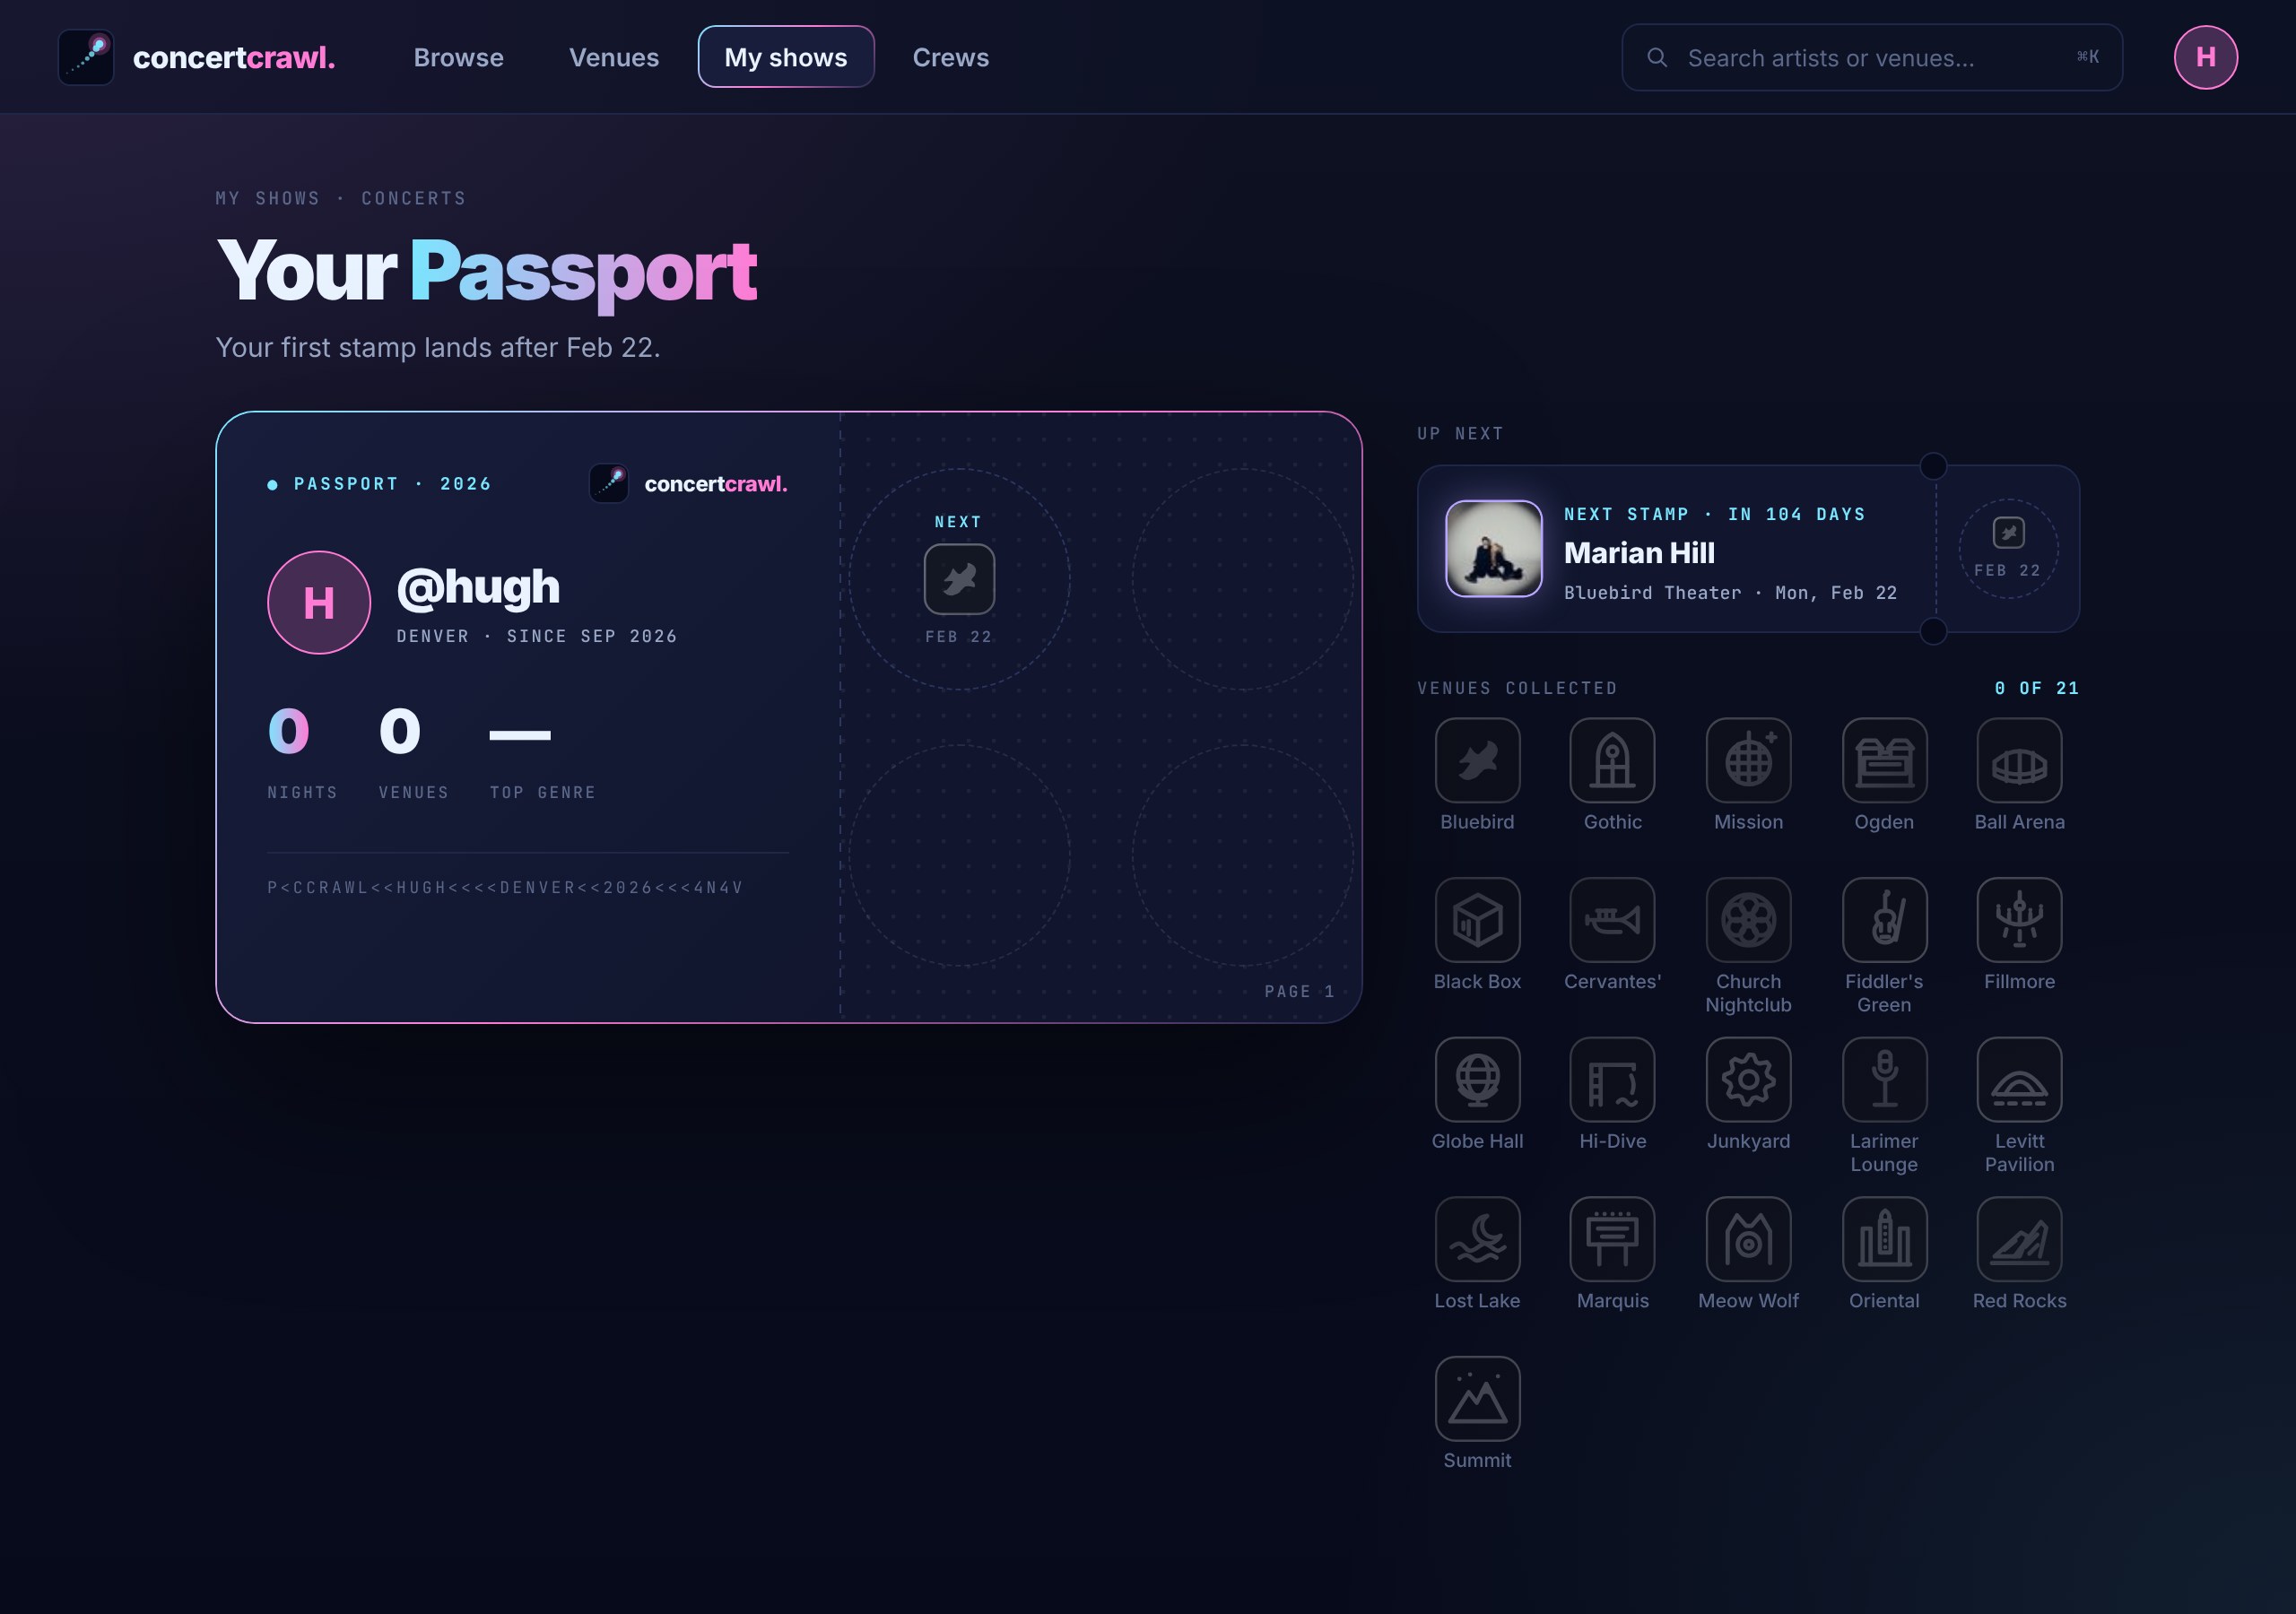 concertcrawl.
Browse
Venues
My shows
Crews
Search artists or venues...
⌘K
H
MY SHOWS · CONCERTS
Your Passport
Your first stamp lands after Feb 22.
PASSPORT · 2026
concertcrawl.
H
@hugh
DENVER · SINCE SEP 2026
0
NIGHTS
0
VENUES
—
TOP GENRE
P<CCRAWL<<HUGH<<<<DENVER<<2026<<<4N4V
NEXT
FEB 22
PAGE 1
UP NEXT
NEXT STAMP · IN 104 DAYS
Marian Hill
Bluebird Theater · Mon, Feb 22
FEB 22
VENUES COLLECTED
0 OF 21
Bluebird
Gothic
Mission
Ogden
Ball Arena
Black Box
Cervantes'
Church
Nightclub
Fiddler's
Green
Fillmore
Globe Hall
Hi-Dive
Junkyard
Larimer
Lounge
Levitt
Pavilion
Lost Lake
Marquis
Meow Wolf
Oriental
Red Rocks
Summit